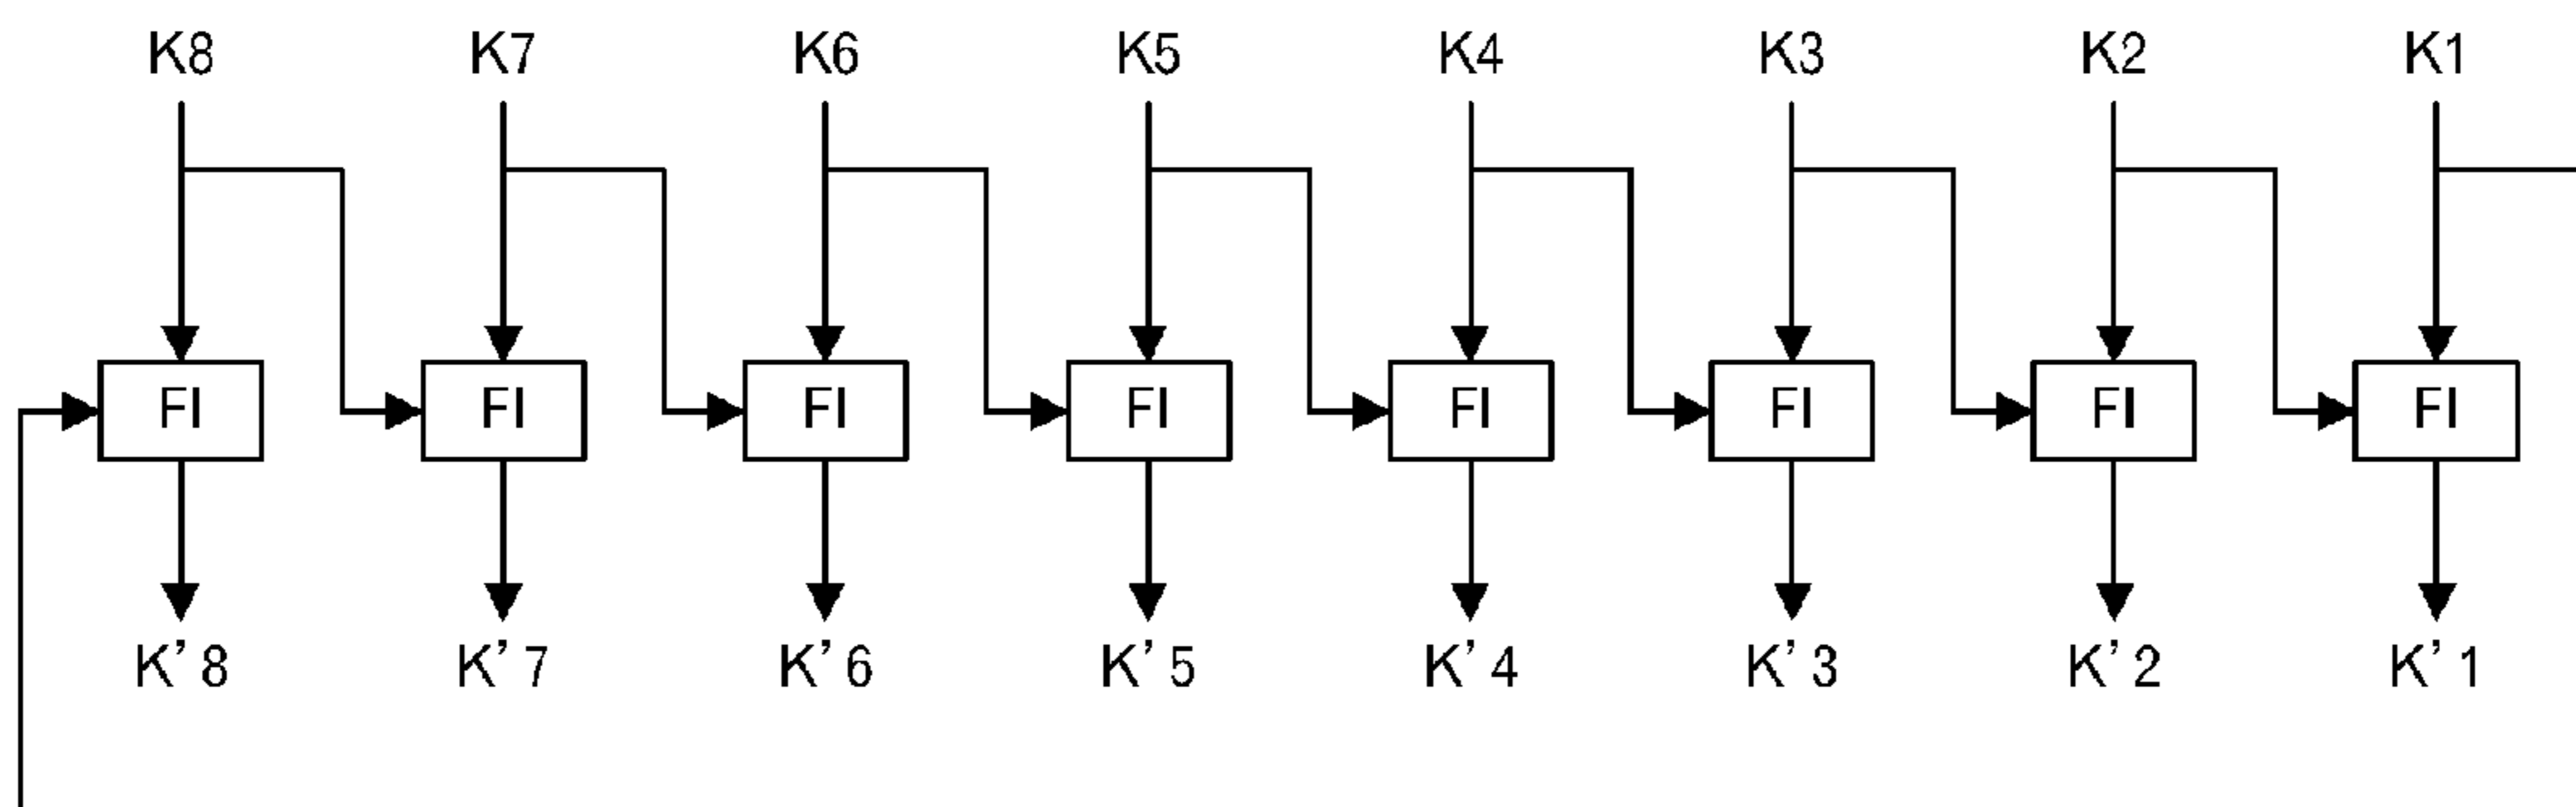 K8 K7 K6 K5 K4 K3 K2 K1
FI FI FI FI FI FI FI FI
K’8 K’7 K’6 K’5 K’4 K’3 K’2 K’1